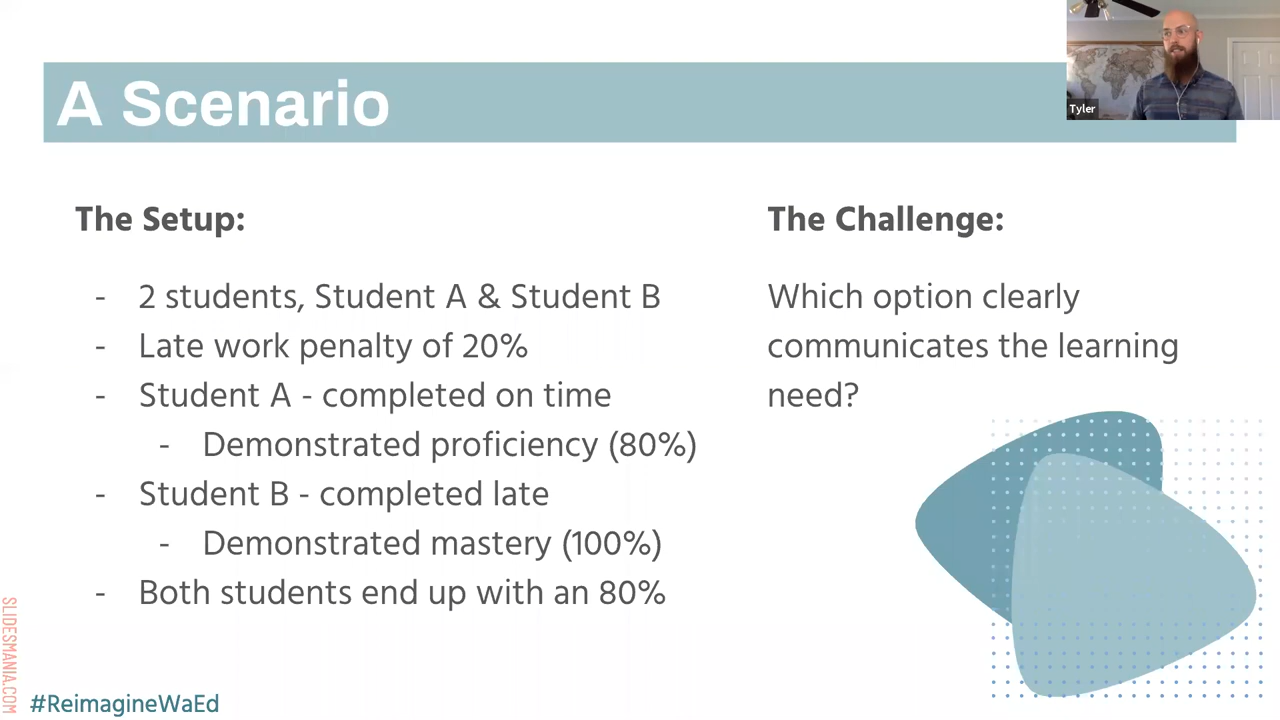 A Scenario
Tyler
The Setup:
- 2 students, Student A & Student B
- Late work penalty of 20%
- Student A - completed on time
- Demonstrated proficiency (80%)
- Student B - completed late
- Demonstrated mastery (100%)
- Both students end up with an 80%
The Challenge:
Which option clearly
communicates the learning
need?
SLIDESMANIA.COM
#ReimagineWaEd